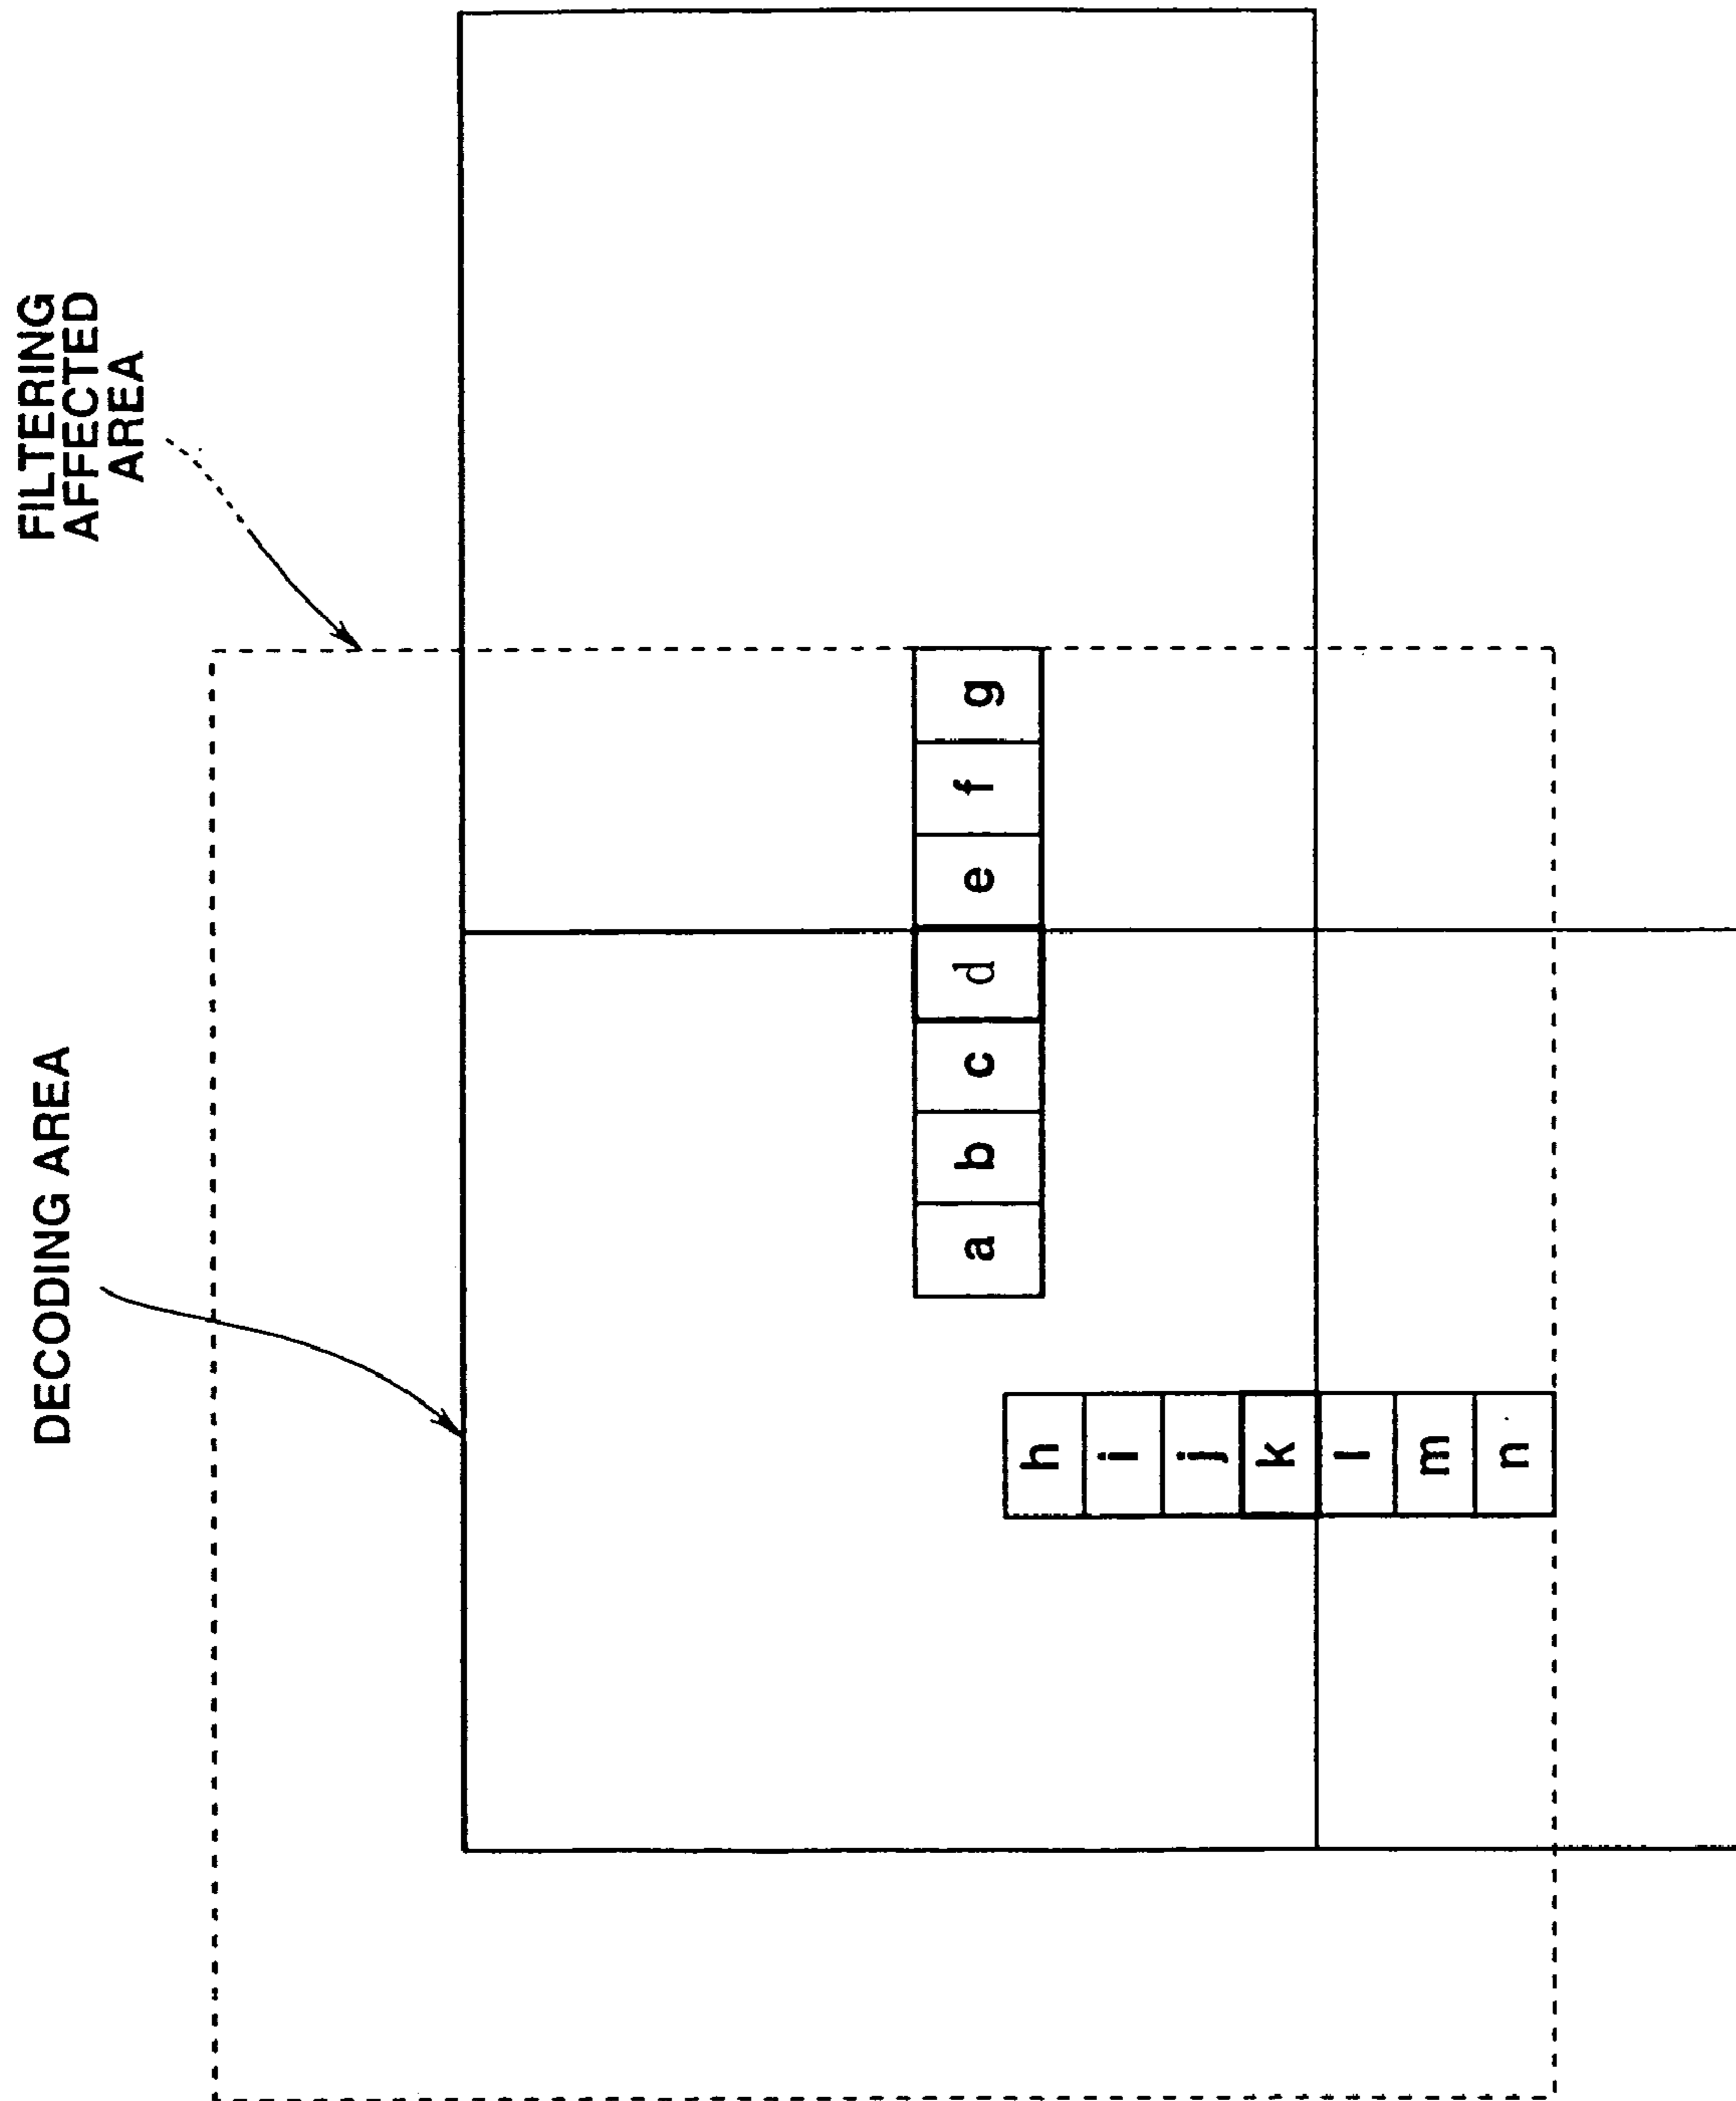 DECODING AREA
FILTERING
AFFECTED
AREA
a b c d e f g
h
i
j
k
l
m
n